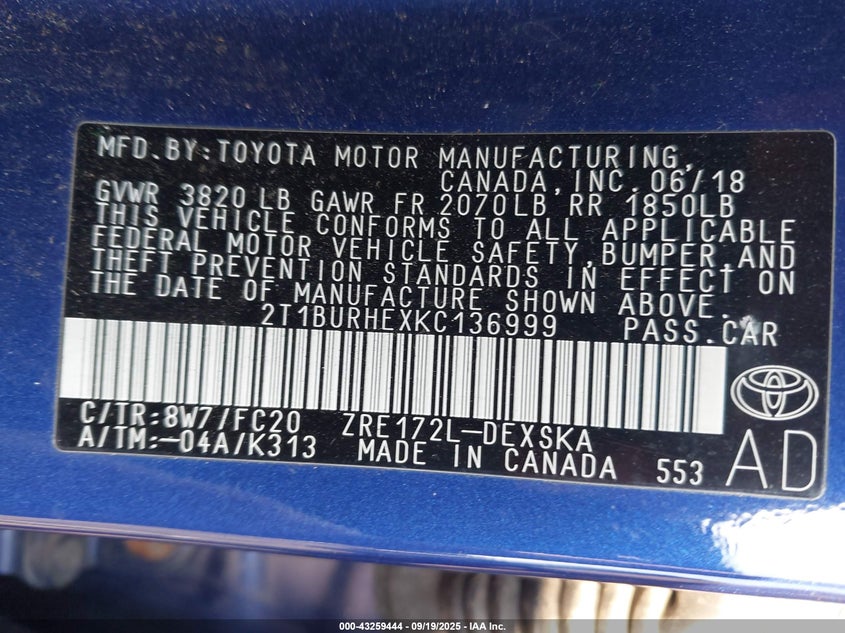 MFD.BY:TOYOTA MOTOR MANUFACTURING,
CANADA,INC. 06/18
GVWR 3820 LB GAWR FR 2070LB RR 1850LB
THIS VEHICLE CONFORMS TO ALL APPLICABLE
FEDERAL MOTOR VEHICLE SAFETY,BUMPER,AND
THEFT PREVENTION STANDARDS IN EFFECT ON
THE DATE OF MANUFACTURE SHOWN ABOVE.
2T1BURHEXKC136999 PASS.CAR
C/TR:8W7/FC20 ZRE172L-DEXSKA
A/TM:-04A/K313 MADE IN CANADA 553
AD
000-43259444 - 09/19/2025 - IAA Inc.